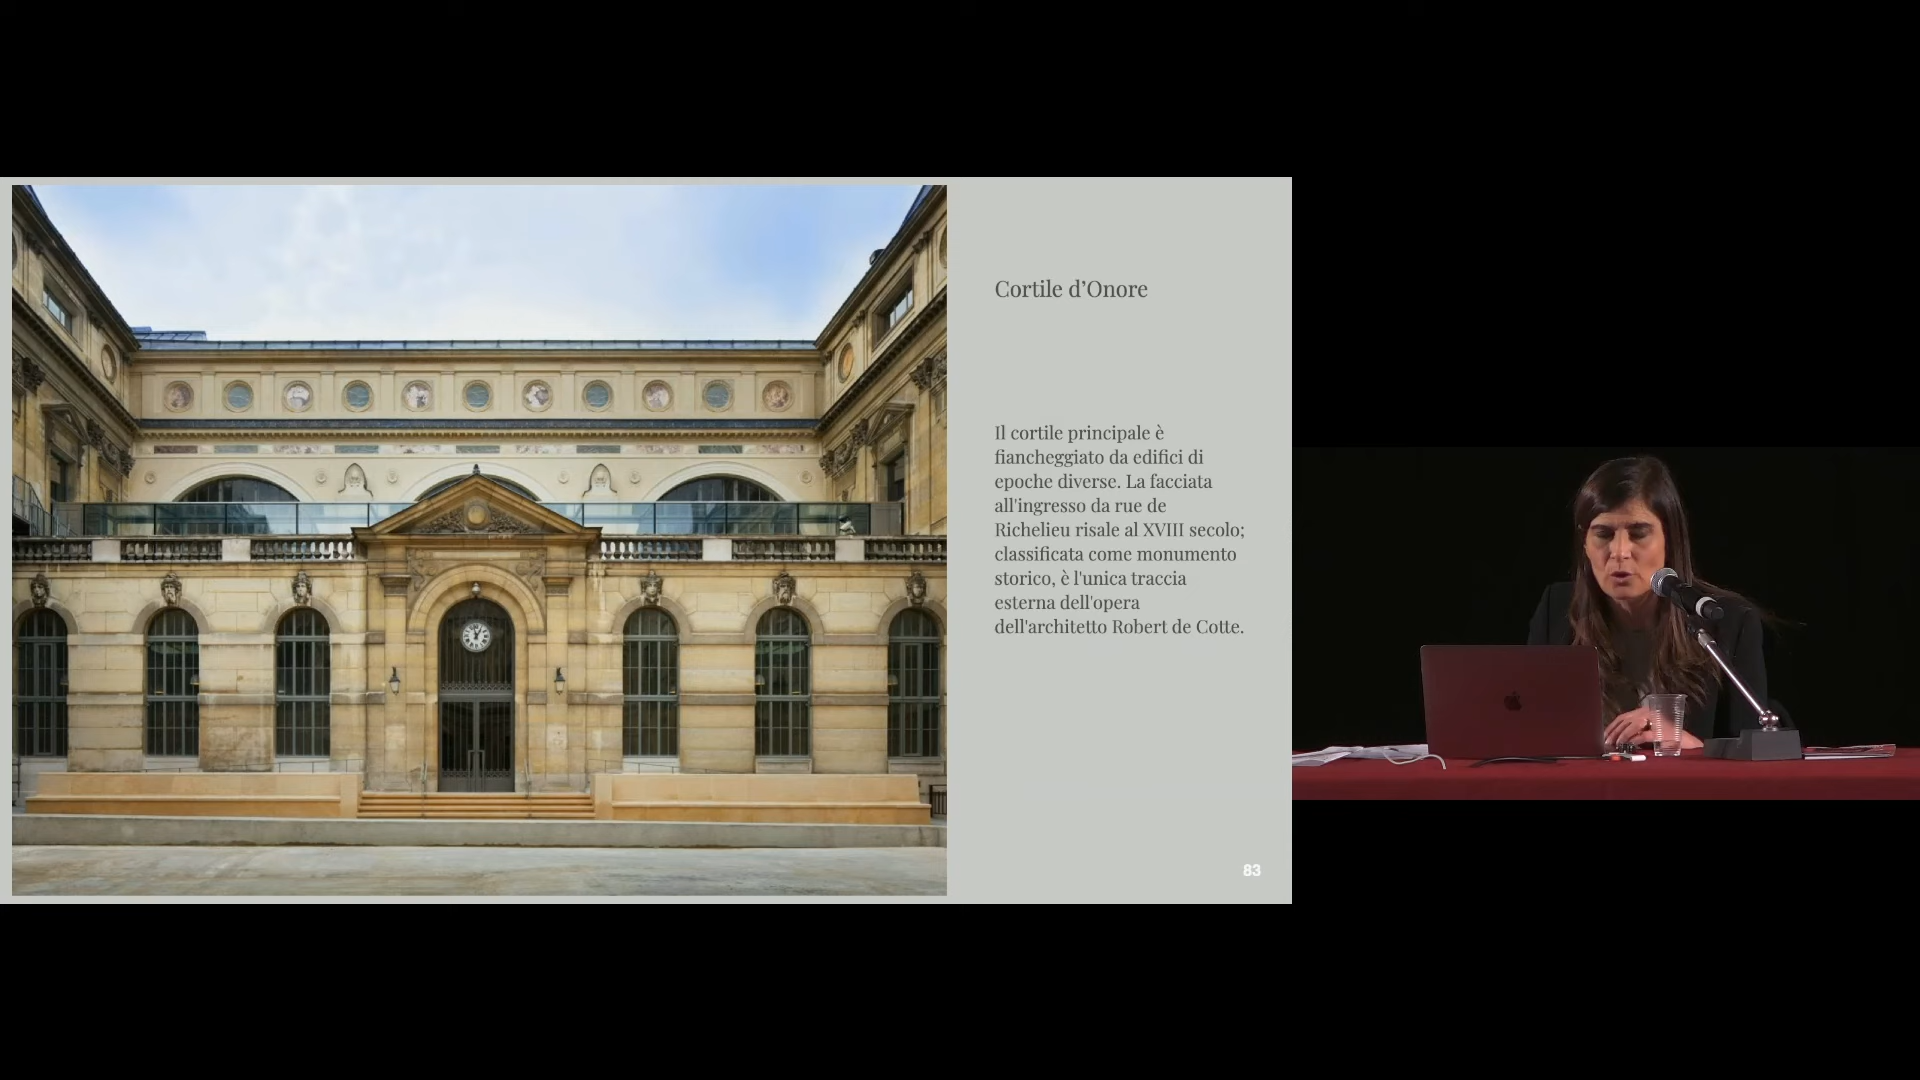 Cortile d’Onore
Il cortile principale è
fiancheggiato da edifici di
epoche diverse. La facciata
all'ingresso da rue de
Richelieu risale al XVIII secolo;
classificata come monumento
storico, è l'unica traccia
esterna dell'opera
dell'architetto Robert de Cotte.
83